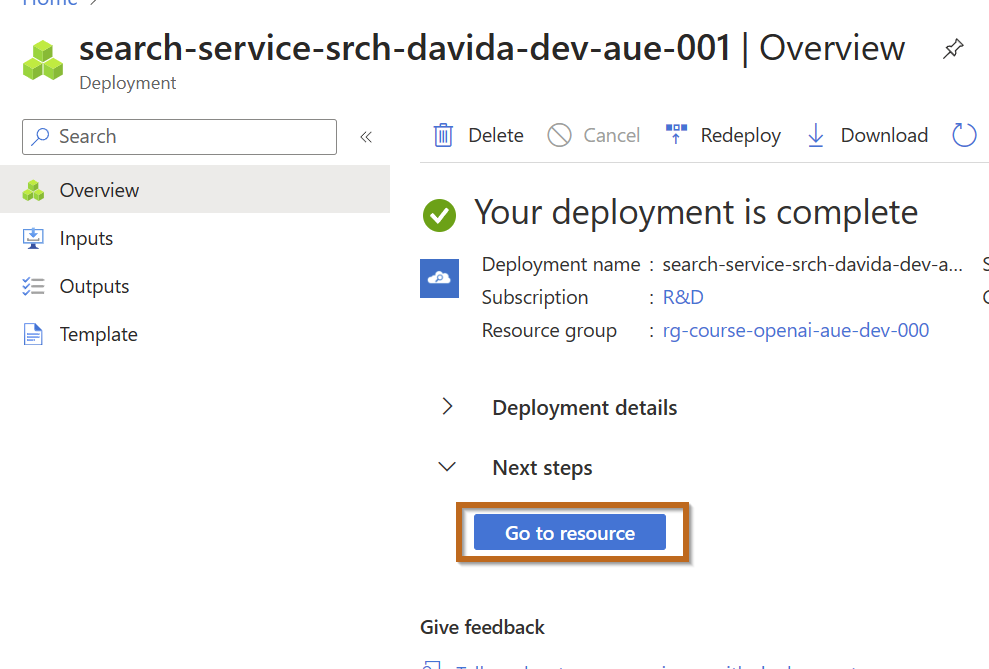 Home
search-service-srch-davida-dev-aue-001 | Overview
Deployment
Search
«
Delete
Cancel
Redeploy
Download
Overview
Inputs
Outputs
Template
Your deployment is complete
Deployment name : search-service-srch-davida-dev-a...
Subscription : R&D
Resource group : rg-course-openai-aue-dev-000
Deployment details
Next steps
Go to resource
Give feedback